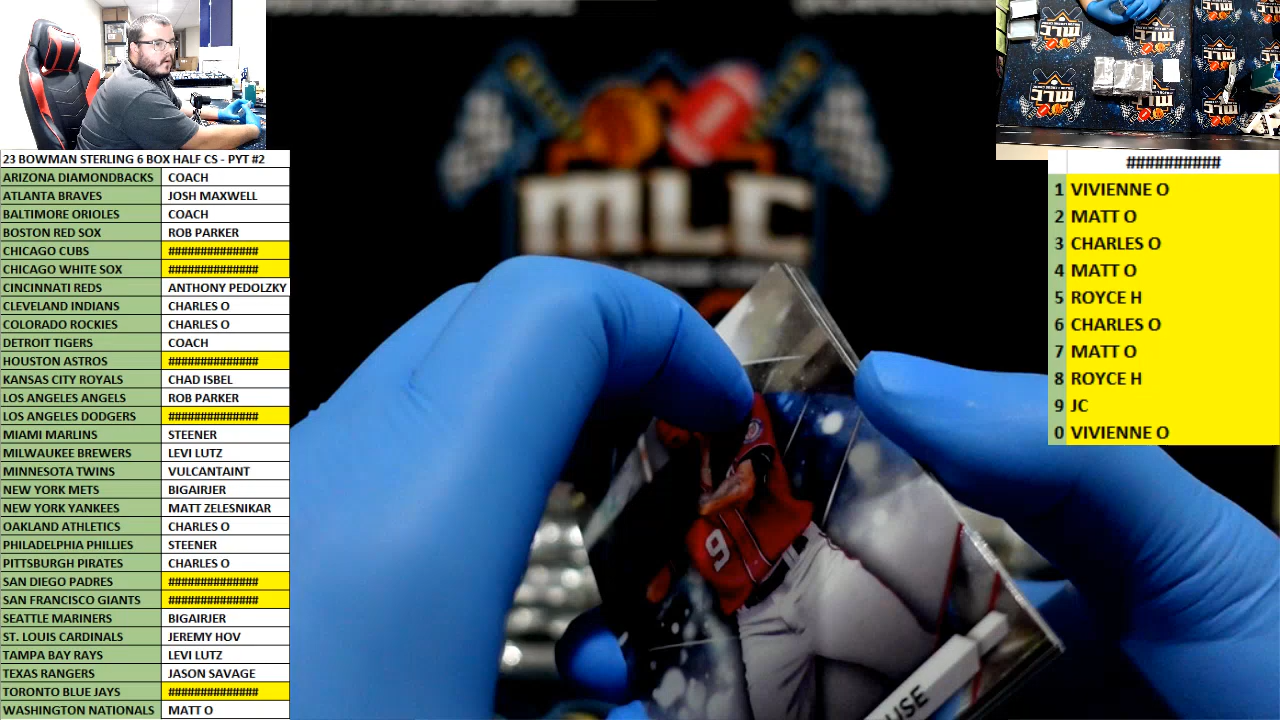 23 BOWMAN STERLING 6 BOX HALF CS - PYT #2
ARIZONA DIAMONDBACKS COACH
ATLANTA BRAVES JOSH MAXWELL
BALTIMORE ORIOLES COACH
BOSTON RED SOX ROB PARKER
CHICAGO CUBS ##############
CHICAGO WHITE SOX ##############
CINCINNATI REDS ANTHONY PEDOLZKY
CLEVELAND INDIANS CHARLES O
COLORADO ROCKIES CHARLES O
DETROIT TIGERS COACH
HOUSTON ASTROS ##############
KANSAS CITY ROYALS CHAD ISBEL
LOS ANGELES ANGELS ROB PARKER
LOS ANGELES DODGERS ##############
MIAMI MARLINS STEENER
MILWAUKEE BREWERS LEVI LUTZ
MINNESOTA TWINS VULCANTAINT
NEW YORK METS BIGAIRJER
NEW YORK YANKEES MATT ZELESNIKAR
OAKLAND ATHLETICS CHARLES O
PHILADELPHIA PHILLIES STEENER
PITTSBURGH PIRATES CHARLES O
SAN DIEGO PADRES ##############
SAN FRANCISCO GIANTS ##############
SEATTLE MARINERS BIGAIRJER
ST. LOUIS CARDINALS JEREMY HOV
TAMPA BAY RAYS LEVI LUTZ
TEXAS RANGERS JASON SAVAGE
TORONTO BLUE JAYS ##############
WASHINGTON NATIONALS MATT O
MLC
9
##########
1 VIVIENNE O
2 MATT O
3 CHARLES O
4 MATT O
5 ROYCE H
6 CHARLES O
7 MATT O
8 ROYCE H
9 JC
0 VIVIENNE O